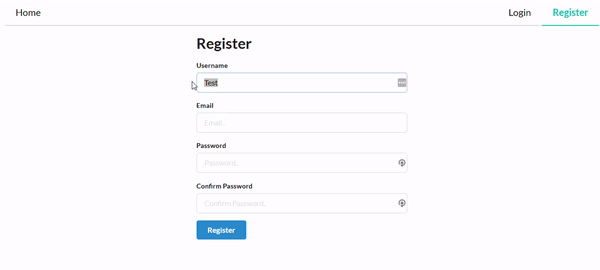 Home Login Register
Register
Username
Test
Email
Email..
Password
Password..
Confirm Password
Confirm Password..
Register